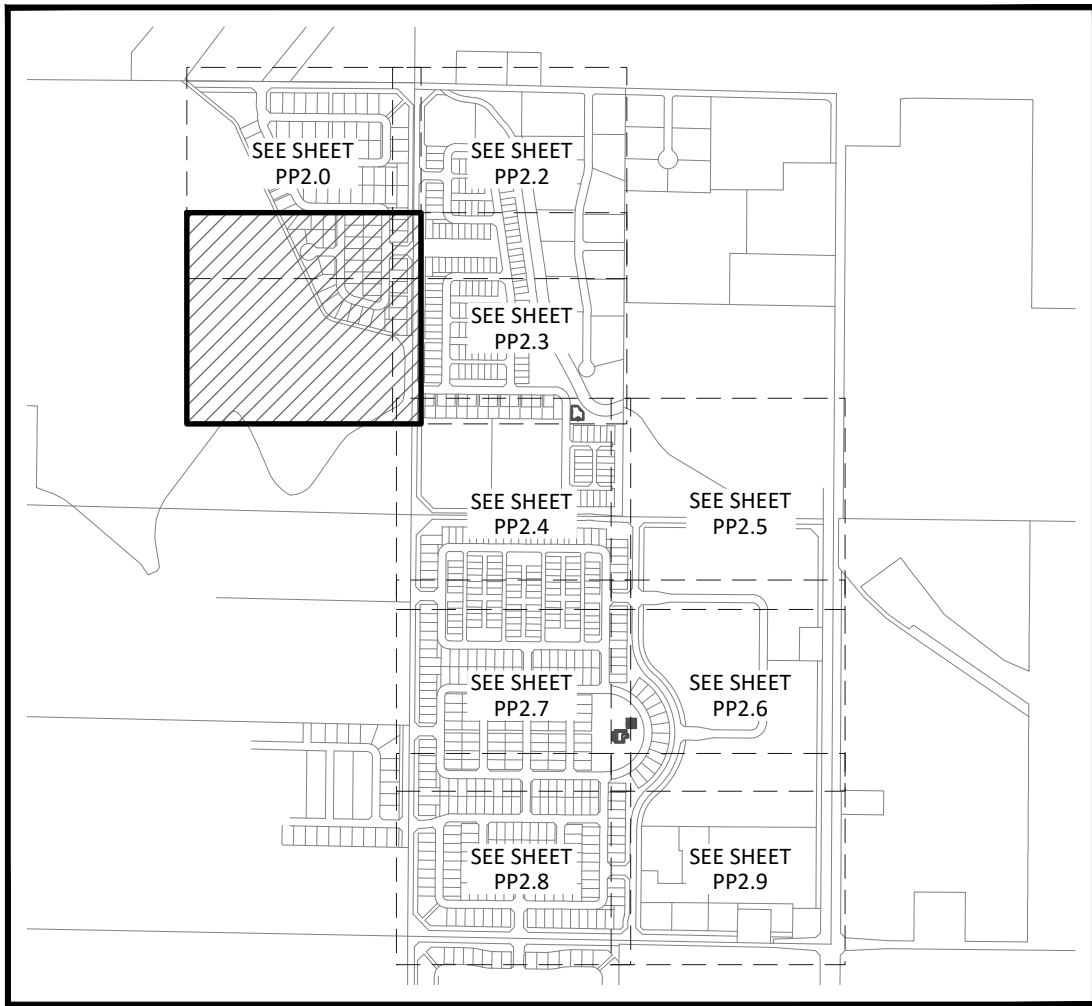 SEE SHEET
PP2.0
SEE SHEET
PP2.2
SEE SHEET
PP2.3
SEE SHEET
PP2.4
SEE SHEET
PP2.5
SEE SHEET
PP2.7
SEE SHEET
PP2.6
SEE SHEET
PP2.8
SEE SHEET
PP2.9